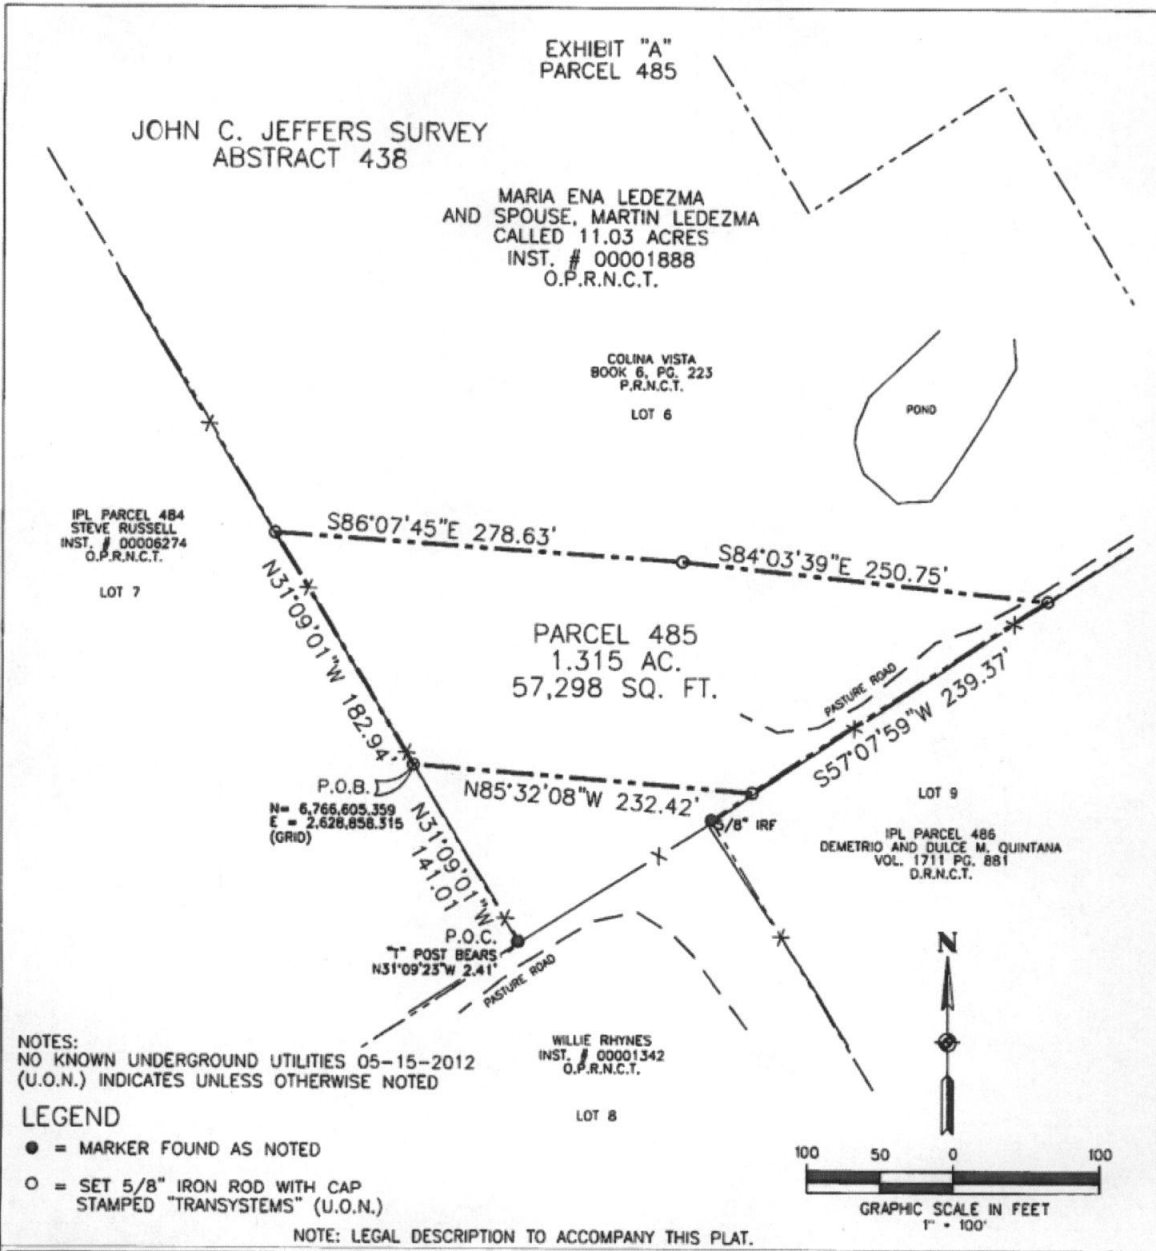 EXHIBIT "A"
PARCEL 485
JOHN C. JEFFERS SURVEY
ABSTRACT 438
MARIA ENA LEDEZMA
AND SPOUSE, MARTIN LEDEZMA
CALLED 11.03 ACRES
INST. # 00001888
O.P.R.N.C.T.
COLINA VISTA
BOOK 6, PG. 223
P.R.N.C.T.
LOT 6
POND
IPL PARCEL 484
STEVE RUSSELL
INST. # 00006274
O.P.R.N.C.T.
LOT 7
S86°07'45"E 278.63'
S84°03'39"E 250.75'
N31°09'01"W 182.94'
PARCEL 485
1.315 AC.
57,298 SQ. FT.
PASTURE ROAD
S57°07'59"W 239.37'
P.O.B.
N= 6,766,605.359
E = 2,628,858.315
(GRID)
N85°32'08"W 232.42'
5/8" IRF
LOT 9
IPL PARCEL 486
DEMETRIO AND DULCE M. QUINTANA
VOL. 1711 PG. 881
D.R.N.C.T.
N31°09'01"W
141.01
P.O.C.
"T" POST BEARS
N31°09'23"W 2.41'
PASTURE ROAD
WILLIE RHYNES
INST. # 00001342
O.P.R.N.C.T.
LOT 8
N
NOTES:
NO KNOWN UNDERGROUND UTILITIES 05-15-2012
(U.O.N.) INDICATES UNLESS OTHERWISE NOTED
LEGEND
= MARKER FOUND AS NOTED
= SET 5/8" IRON ROD WITH CAP
STAMPED "TRANSYSTEMS" (U.O.N.)
100 50 0 100
GRAPHIC SCALE IN FEET
1" = 100'
NOTE: LEGAL DESCRIPTION TO ACCOMPANY THIS PLAT.